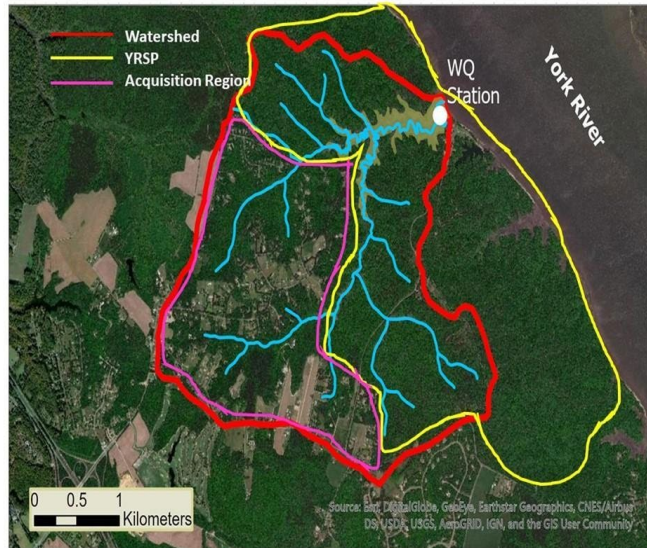 Watershed
YRSP
Acquisition Region
WQ
Station
York River
0 0.5 1
Kilometers
Source: Esri, DigitalGlobe, GeoEye, Earthstar Geographics, CNES/Airbus
DS, USDA, USGS, AeroGRID, IGN, and the GIS User Community